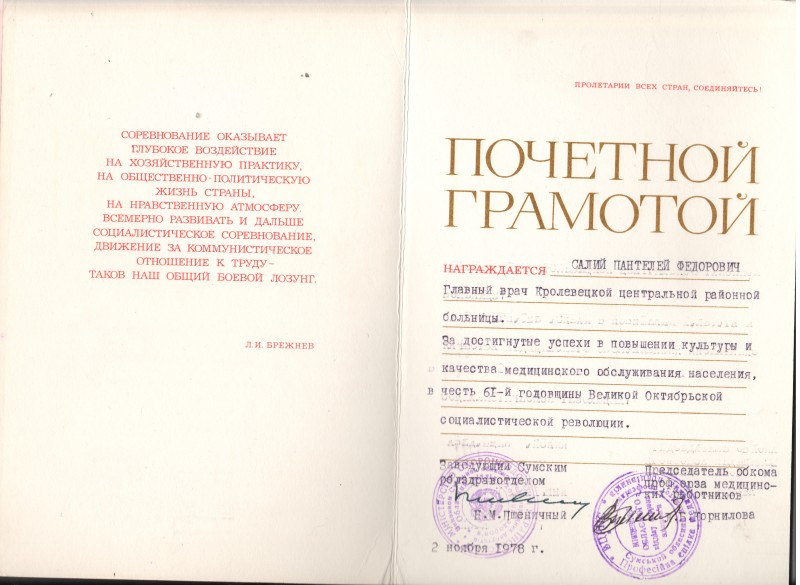 СОРЕВНОВАНИЕ ОКАЗЫВАЕТ
ГЛУБОКОЕ ВОЗДЕЙСТВИЕ
НА ХОЗЯЙСТВЕННУЮ ПРАКТИКУ,
НА ОБЩЕСТВЕННО-ПОЛИТИЧЕСКУЮ
ЖИЗНЬ СТРАНЫ,
НА НРАВСТВЕННУЮ АТМОСФЕРУ.
ВСЕМЕРНО РАЗВИВАТЬ И ДАЛЬШЕ
СОЦИАЛИСТИЧЕСКОЕ СОРЕВНОВАНИЕ,
ДВИЖЕНИЕ ЗА КОММУНИСТИЧЕСКОЕ
ОТНОШЕНИЕ К ТРУДУ–
ТАКОВ НАШ ОБЩИЙ БОЕВОЙ ЛОЗУНГ.
Л.И. БРЕЖНЕВ
ПРОЛЕТАРИИ ВСЕХ СТРАН, СОЕДИНЯЙТЕСЬ!
ПОЧЕТНОЙ
ГРАМОТОЙ
НАГРАЖДАЕТСЯ САЛИЙ ПАНТЕЛЕЙ ФЕДОРОВИЧ
Главный врач Кролевецкой центральной районной
больницы.
За достигнутые успехи в повышении культуры и
качества медицинского обслуживания населения,
в честь 61-й годовщины Великой Октябрьской
социалистической революции.
Заведующий Сумским
облздравотделом
Н.М.Пшеничный
Председатель обкома
профсоюза медицинс-
ких работников
2 ноября 1978 г.